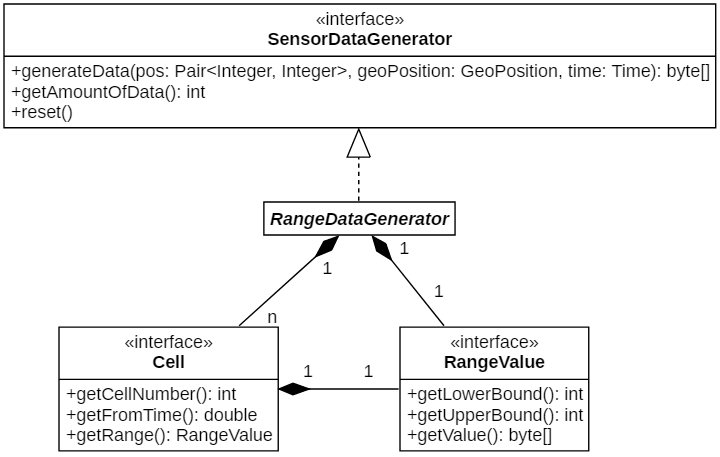 «interface»
SensorDataGenerator
+generateData(pos: Pair<Integer, Integer>, geoPosition: GeoPosition, time: Time): byte[]
+getAmountOfData(): int
+reset()
RangeDataGenerator
1
1
1
n
«interface»
Cell
+getCellNumber(): int
+getFromTime(): double
+getRange(): RangeValue
1
1
«interface»
RangeValue
+getLowerBound(): int
+getUpperBound(): int
+getValue(): byte[]